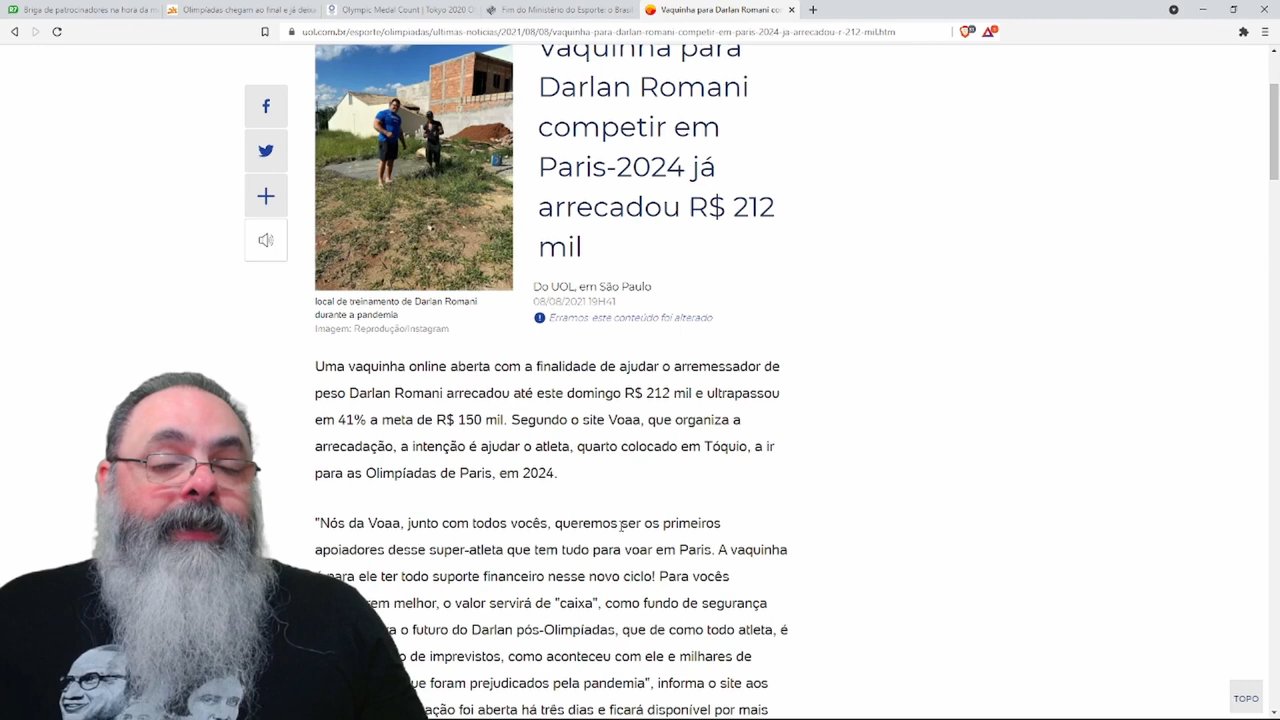 Briga de patrocinadores na hora da m
Olimpíadas chegam ao final e já deixa
Olympic Medal Count | Tokyo 2020 O
Fim do Ministério do Esporte: o Brasil
Vaquinha para Darlan Romani co
uol.com.br/esporte/olimpiadas/ultimas-noticias/2021/08/08/vaquinha-para-darlan-romani-competir-em-paris-2024-ja-arrecadou-r-212-mil.htm
Vaquinha para
Darlan Romani
competir em
Paris-2024 já
arrecadou R$ 212
mil
Do UOL, em São Paulo
08/08/2021 19H41
Erramos: este conteúdo foi alterado
local de treinamento de Darlan Romani
durante a pandemia
Imagem: Reprodução/Instagram
Uma vaquinha online aberta com a finalidade de ajudar o arremessador de
peso Darlan Romani arrecadou até este domingo R$ 212 mil e ultrapassou
em 41% a meta de R$ 150 mil. Segundo o site Voaa, que organiza a
arrecadação, a intenção é ajudar o atleta, quarto colocado em Tóquio, a ir
para as Olimpíadas de Paris, em 2024.
"Nós da Voaa, junto com todos vocês, queremos ser os primeiros
apoiadores desse super-atleta que tem tudo para voar em Paris. A vaquinha
é para ele ter todo suporte financeiro nesse novo ciclo! Para vocês
melhor, o valor servirá de "caixa", como fundo de segurança
o futuro do Darlan pós-Olimpíadas, que de como todo atleta, é
de imprevistos, como aconteceu com ele e milhares de
que foram prejudicados pela pandemia", informa o site aos
foi aberta há três dias e ficará disponível por mais
TOPO